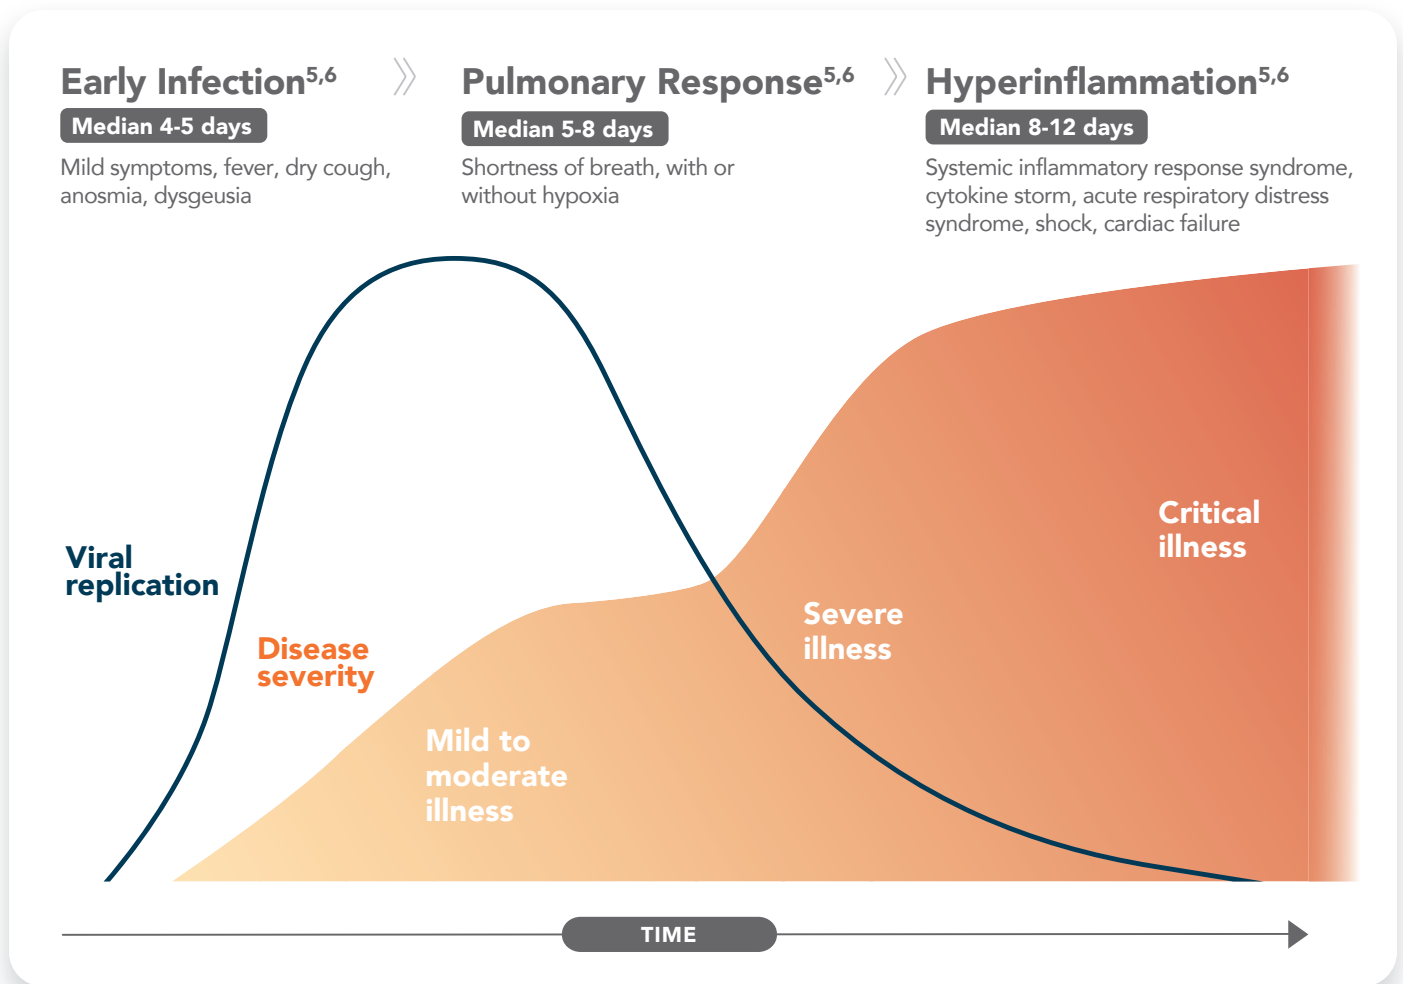 Early Infection5,6
Median 4-5 days
Mild symptoms, fever, dry cough,
anosmia, dysgeusia
Pulmonary Response5,6
Median 5-8 days
Shortness of breath, with or
without hypoxia
Hyperinflammation5,6
Median 8-12 days
Systemic inflammatory response syndrome,
cytokine storm, acute respiratory distress
syndrome, shock, cardiac failure
Viral
replication
Disease
severity
Mild to
moderate
illness
Severe
illness
Critical
illness
TIME